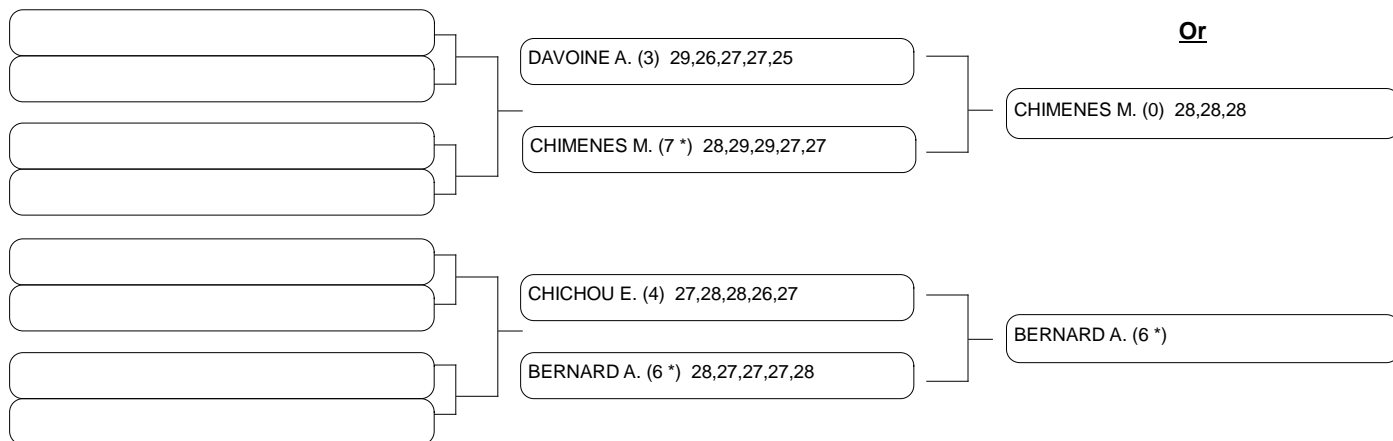 Or
DAVOINE A. (3) 29,26,27,27,25
CHIMENES M. (0) 28,28,28
CHIMENES M. (7 *) 28,29,29,27,27
CHICHOU E. (4) 27,28,28,26,27
BERNARD A. (6 *)
BERNARD A. (6 *) 28,27,27,27,28